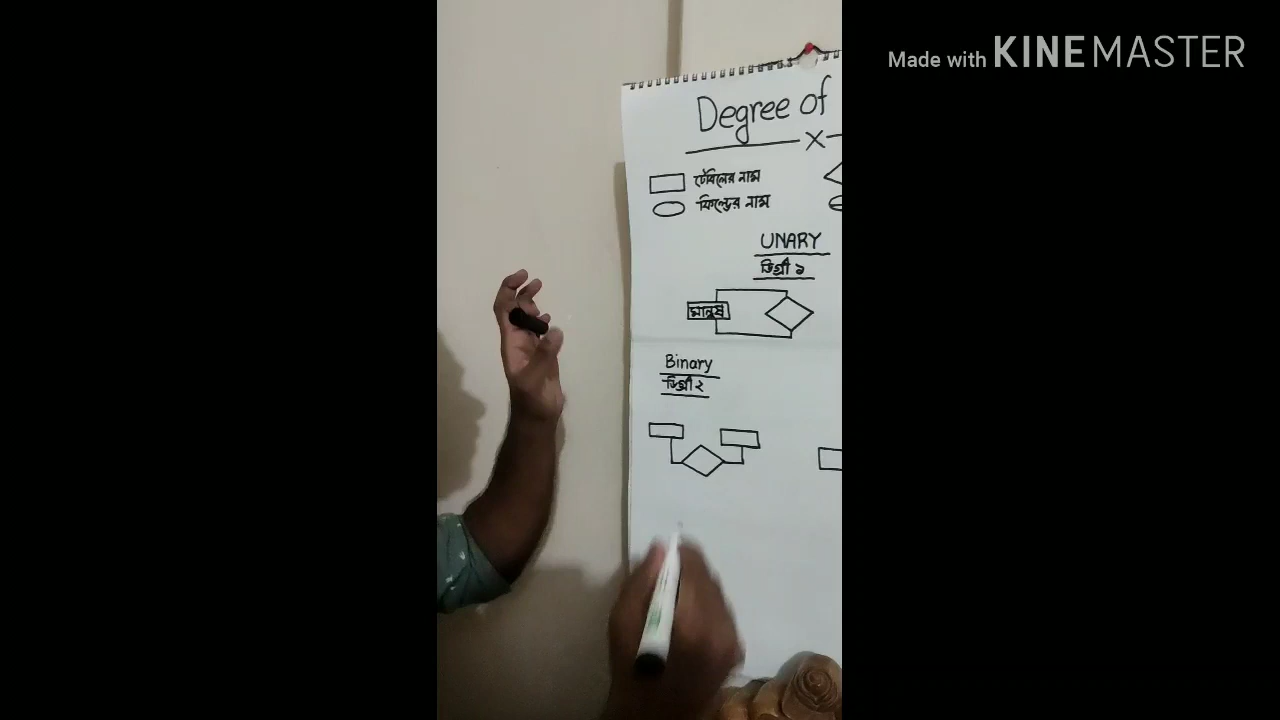 Made with KINEMASTER
Degree of
X
টেবিলের নাম
ফিল্ডের নাম
UNARY
ডিগ্রী ১
মানুষ
Binary
ডিগ্রী ২